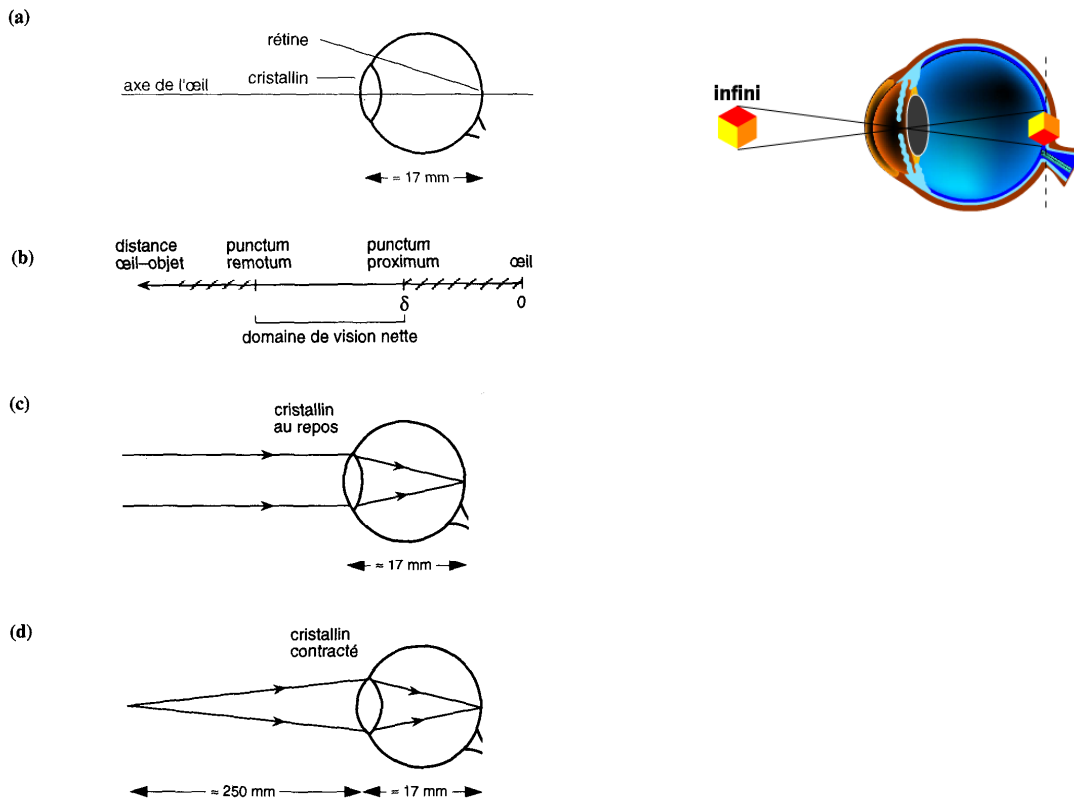 (a)
rétine
cristallin
axe de l'œil
≈ 17 mm
infini
(b)
distance
œil–objet
punctum
remotum
punctum
proximum
œil
δ
0
domaine de vision nette
(c)
cristallin
au repos
≈ 17 mm
(d)
cristallin
contracté
≈ 250 mm
≈ 17 mm